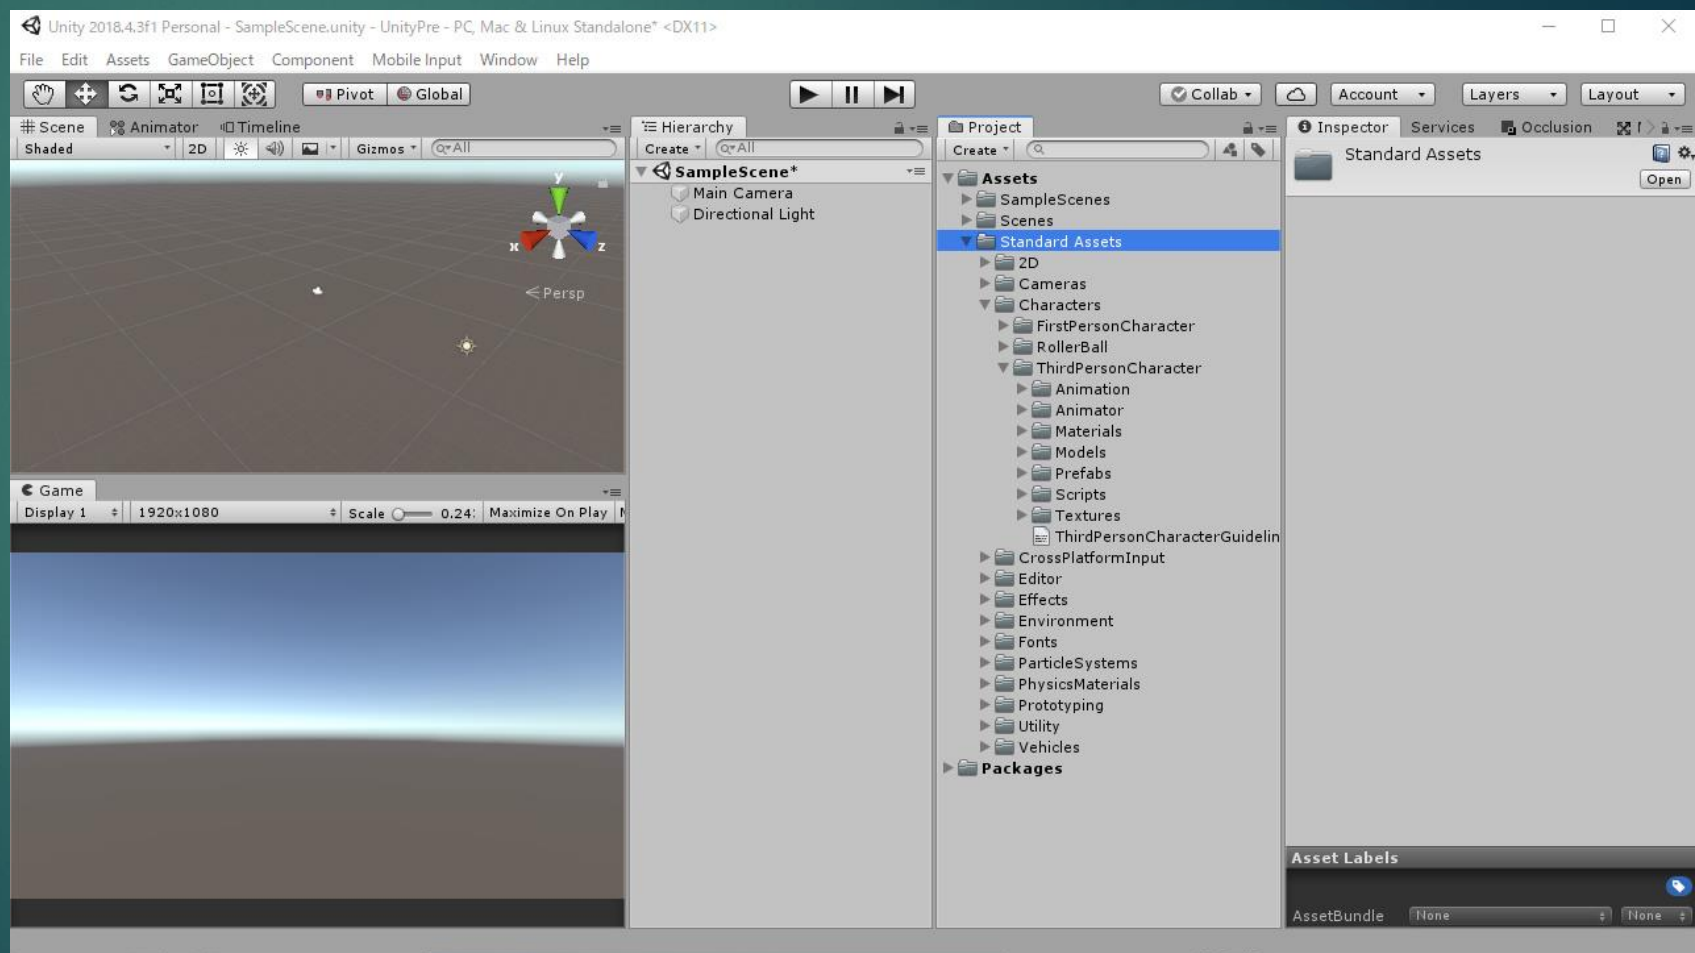 Unity 2018.4.3f1 Personal - SampleScene.unity - UnityPre - PC, Mac & Linux Standalone* <DX11>
File Edit Assets GameObject Component Mobile Input Window Help
Pivot Global Collab Account Layers Layout
Scene Animator Timeline
Shaded 2D Gizmos All
y
x z
Persp
Game
Display 1 1920x1080 Scale 0.24 Maximize On Play
Hierarchy
Create All
SampleScene*
Main Camera
Directional Light
Project
Create
Assets
SampleScenes
Scenes
Standard Assets
2D
Cameras
Characters
FirstPersonCharacter
RollerBall
ThirdPersonCharacter
Animation
Animator
Materials
Models
Prefabs
Scripts
Textures
ThirdPersonCharacterGuidelin
CrossPlatformInput
Editor
Effects
Environment
Fonts
ParticleSystems
PhysicsMaterials
Prototyping
Utility
Vehicles
Packages
Inspector Services Occlusion
Standard Assets
Open
Asset Labels
AssetBundle None None